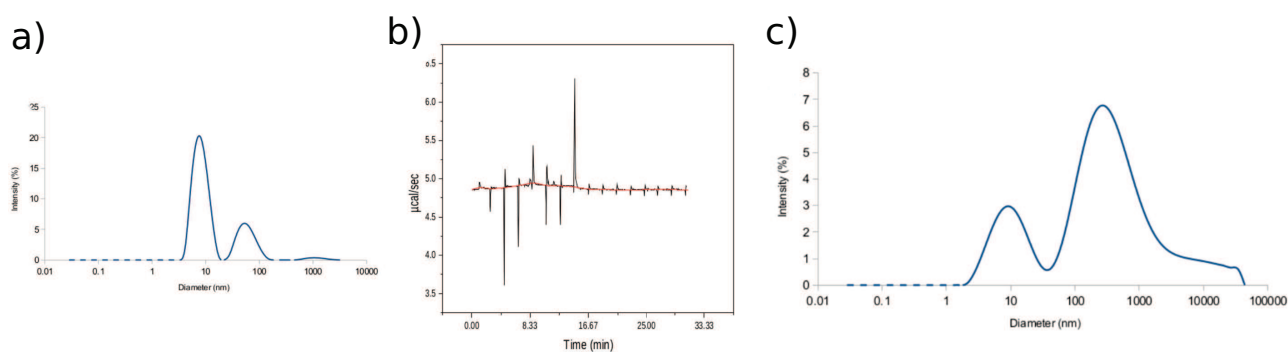 a)
Intensity (%)
25
20
15
10
5
0
0.01 0.1 1 10 100 1000 10000
Diameter (nm)
b)
µcal/sec
6.5
6.0
5.5
5.0
4.5
4.0
3.5
0.00 8.33 16.67 25.00 33.33
Time (min)
c)
Intensity (%)
8
7
6
5
4
3
2
1
0
0.01 0.1 1 10 100 1000 10000 100000
Diameter (nm)